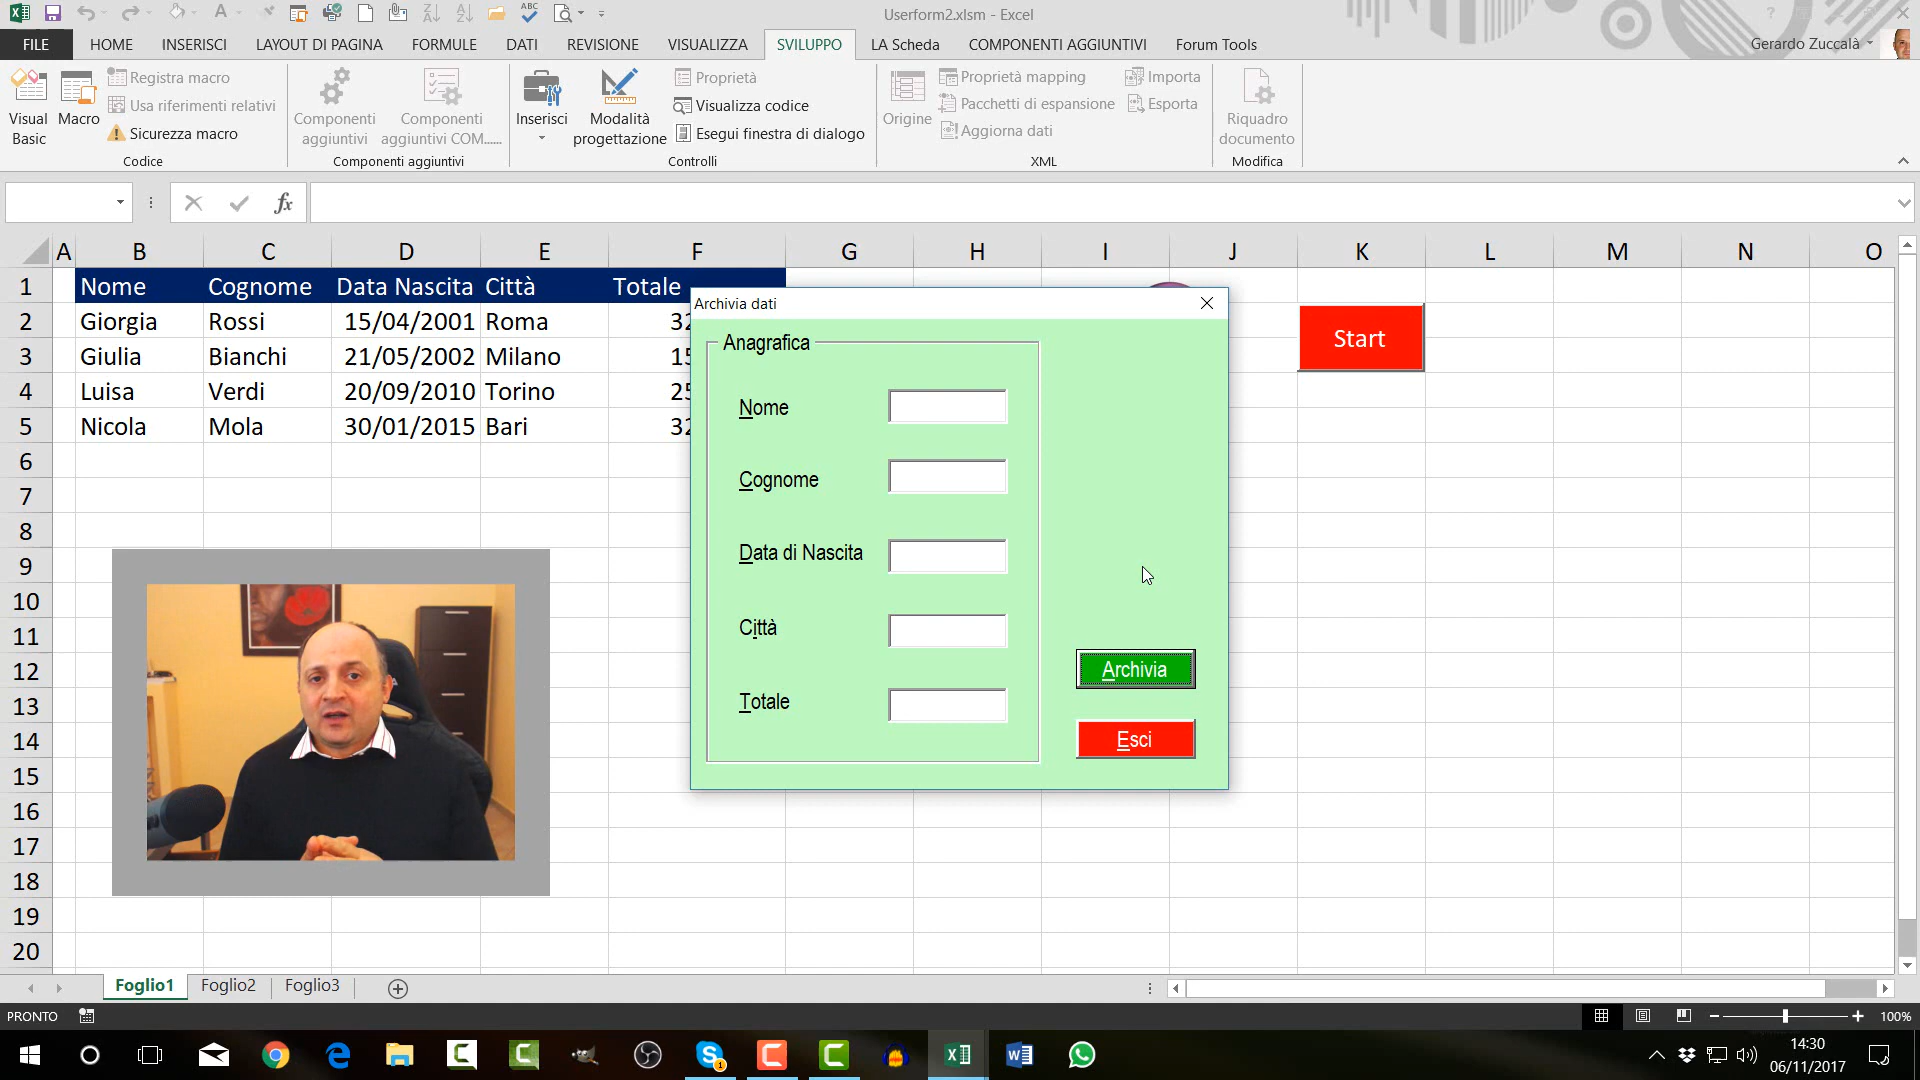 Userform2.xlsm - Excel
FILE HOME INSERISCI LAYOUT DI PAGINA FORMULE DATI REVISIONE VISUALIZZA SVILUPPO LA Scheda COMPONENTI AGGIUNTIVI Forum Tools Gerardo Zuccalà
Visual Basic
Macro
Registra macro
Usa riferimenti relativi
Sicurezza macro
Codice
Componenti aggiuntivi
Componenti aggiuntivi COM......
Componenti aggiuntivi
Inserisci
Modalità progettazione
Proprietà
Visualizza codice
Esegui finestra di dialogo
Controlli
Origine
Proprietà mapping
Pacchetti di espansione
Aggiorna dati
Importa
Esporta
XML
Riquadro documento
Modifica
fx
A B C D E F G H I J K L M N O
1 Nome Cognome Data Nascita Città Totale
2 Giorgia Rossi 15/04/2001 Roma
3 Giulia Bianchi 21/05/2002 Milano
4 Luisa Verdi 20/09/2010 Torino
5 Nicola Mola 30/01/2015 Bari
6
7
8
9
10
11
12
13
14
15
16
17
18
19
20
Start
Archivia dati
Anagrafica
Nome
Cognome
Data di Nascita
Città
Totale
Archivia
Esci
Foglio1 Foglio2 Foglio3
PRONTO
100%
14:30
06/11/2017